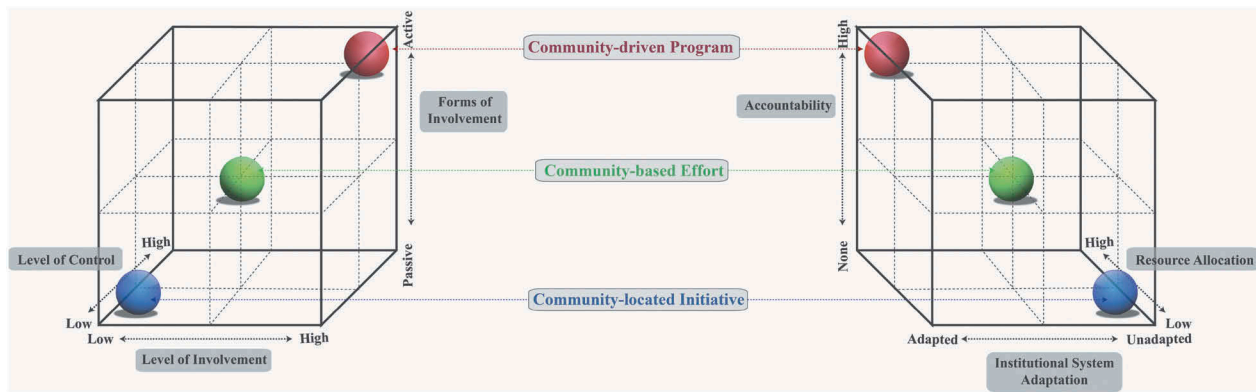 Active
High
Community-driven Program
Forms of
Involvement
Accountability
Community-based Effort
High
Level of Control
Passive
None
High
Resource Allocation
Community-located Initiative
Low
Low
High
Low
Adapted
Unadapted
Level of Involvement
Institutional System
Adaptation